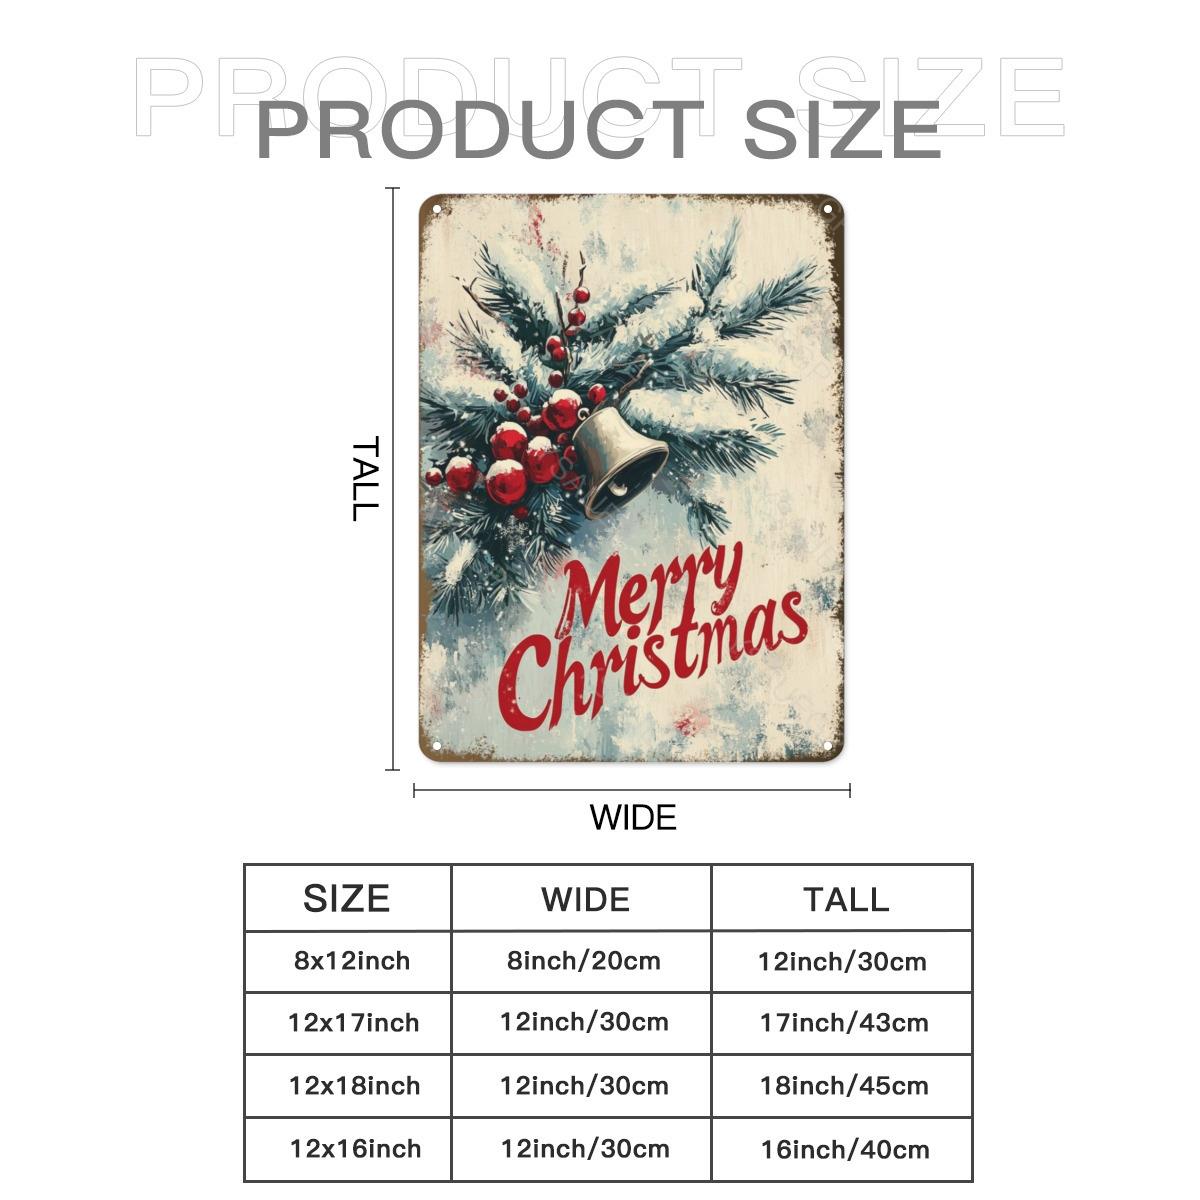 PRODUCT SIZE
PRODUCT SIZE
TALL
Merry
Christmas
WIDE
SIZE WIDE TALL
8x12inch 8inch/20cm 12inch/30cm
12x17inch 12inch/30cm 17inch/43cm
12x18inch 12inch/30cm 18inch/45cm
12x16inch 12inch/30cm 16inch/40cm